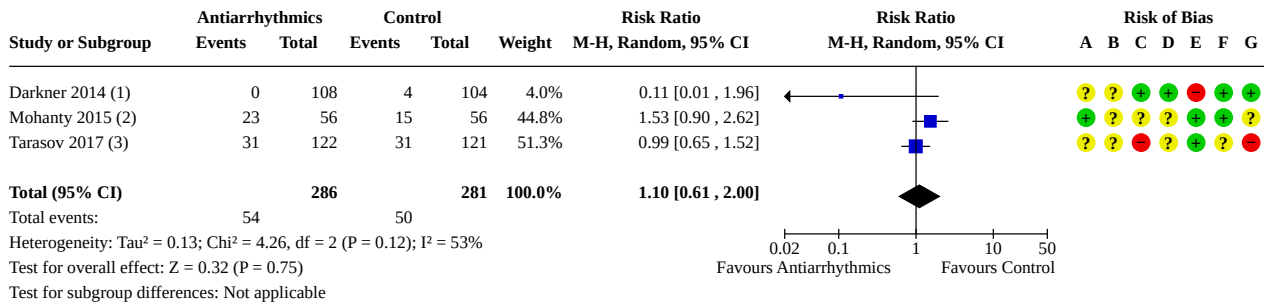 Antiarrhythmics Control Risk Ratio Risk Ratio Risk of Bias
Study or Subgroup Events Total Events Total Weight M-H, Random, 95% CI M-H, Random, 95% CI A B C D E F G
Darkner 2014 (1) 0 108 4 104 4.0% 0.11 [0.01 , 1.96] ? ? + + − + +
Mohanty 2015 (2) 23 56 15 56 44.8% 1.53 [0.90 , 2.62] + ? ? ? + + ?
Tarasov 2017 (3) 31 122 31 121 51.3% 0.99 [0.65 , 1.52] ? ? − ? + ? −
Total (95% CI) 286 281 100.0% 1.10 [0.61 , 2.00]
Total events: 54 50
Heterogeneity: Tau² = 0.13; Chi² = 4.26, df = 2 (P = 0.12); I² = 53%
0.02 0.1 1 10 50
Test for overall effect: Z = 0.32 (P = 0.75) Favours Antiarrhythmics Favours Control
Test for subgroup differences: Not applicable